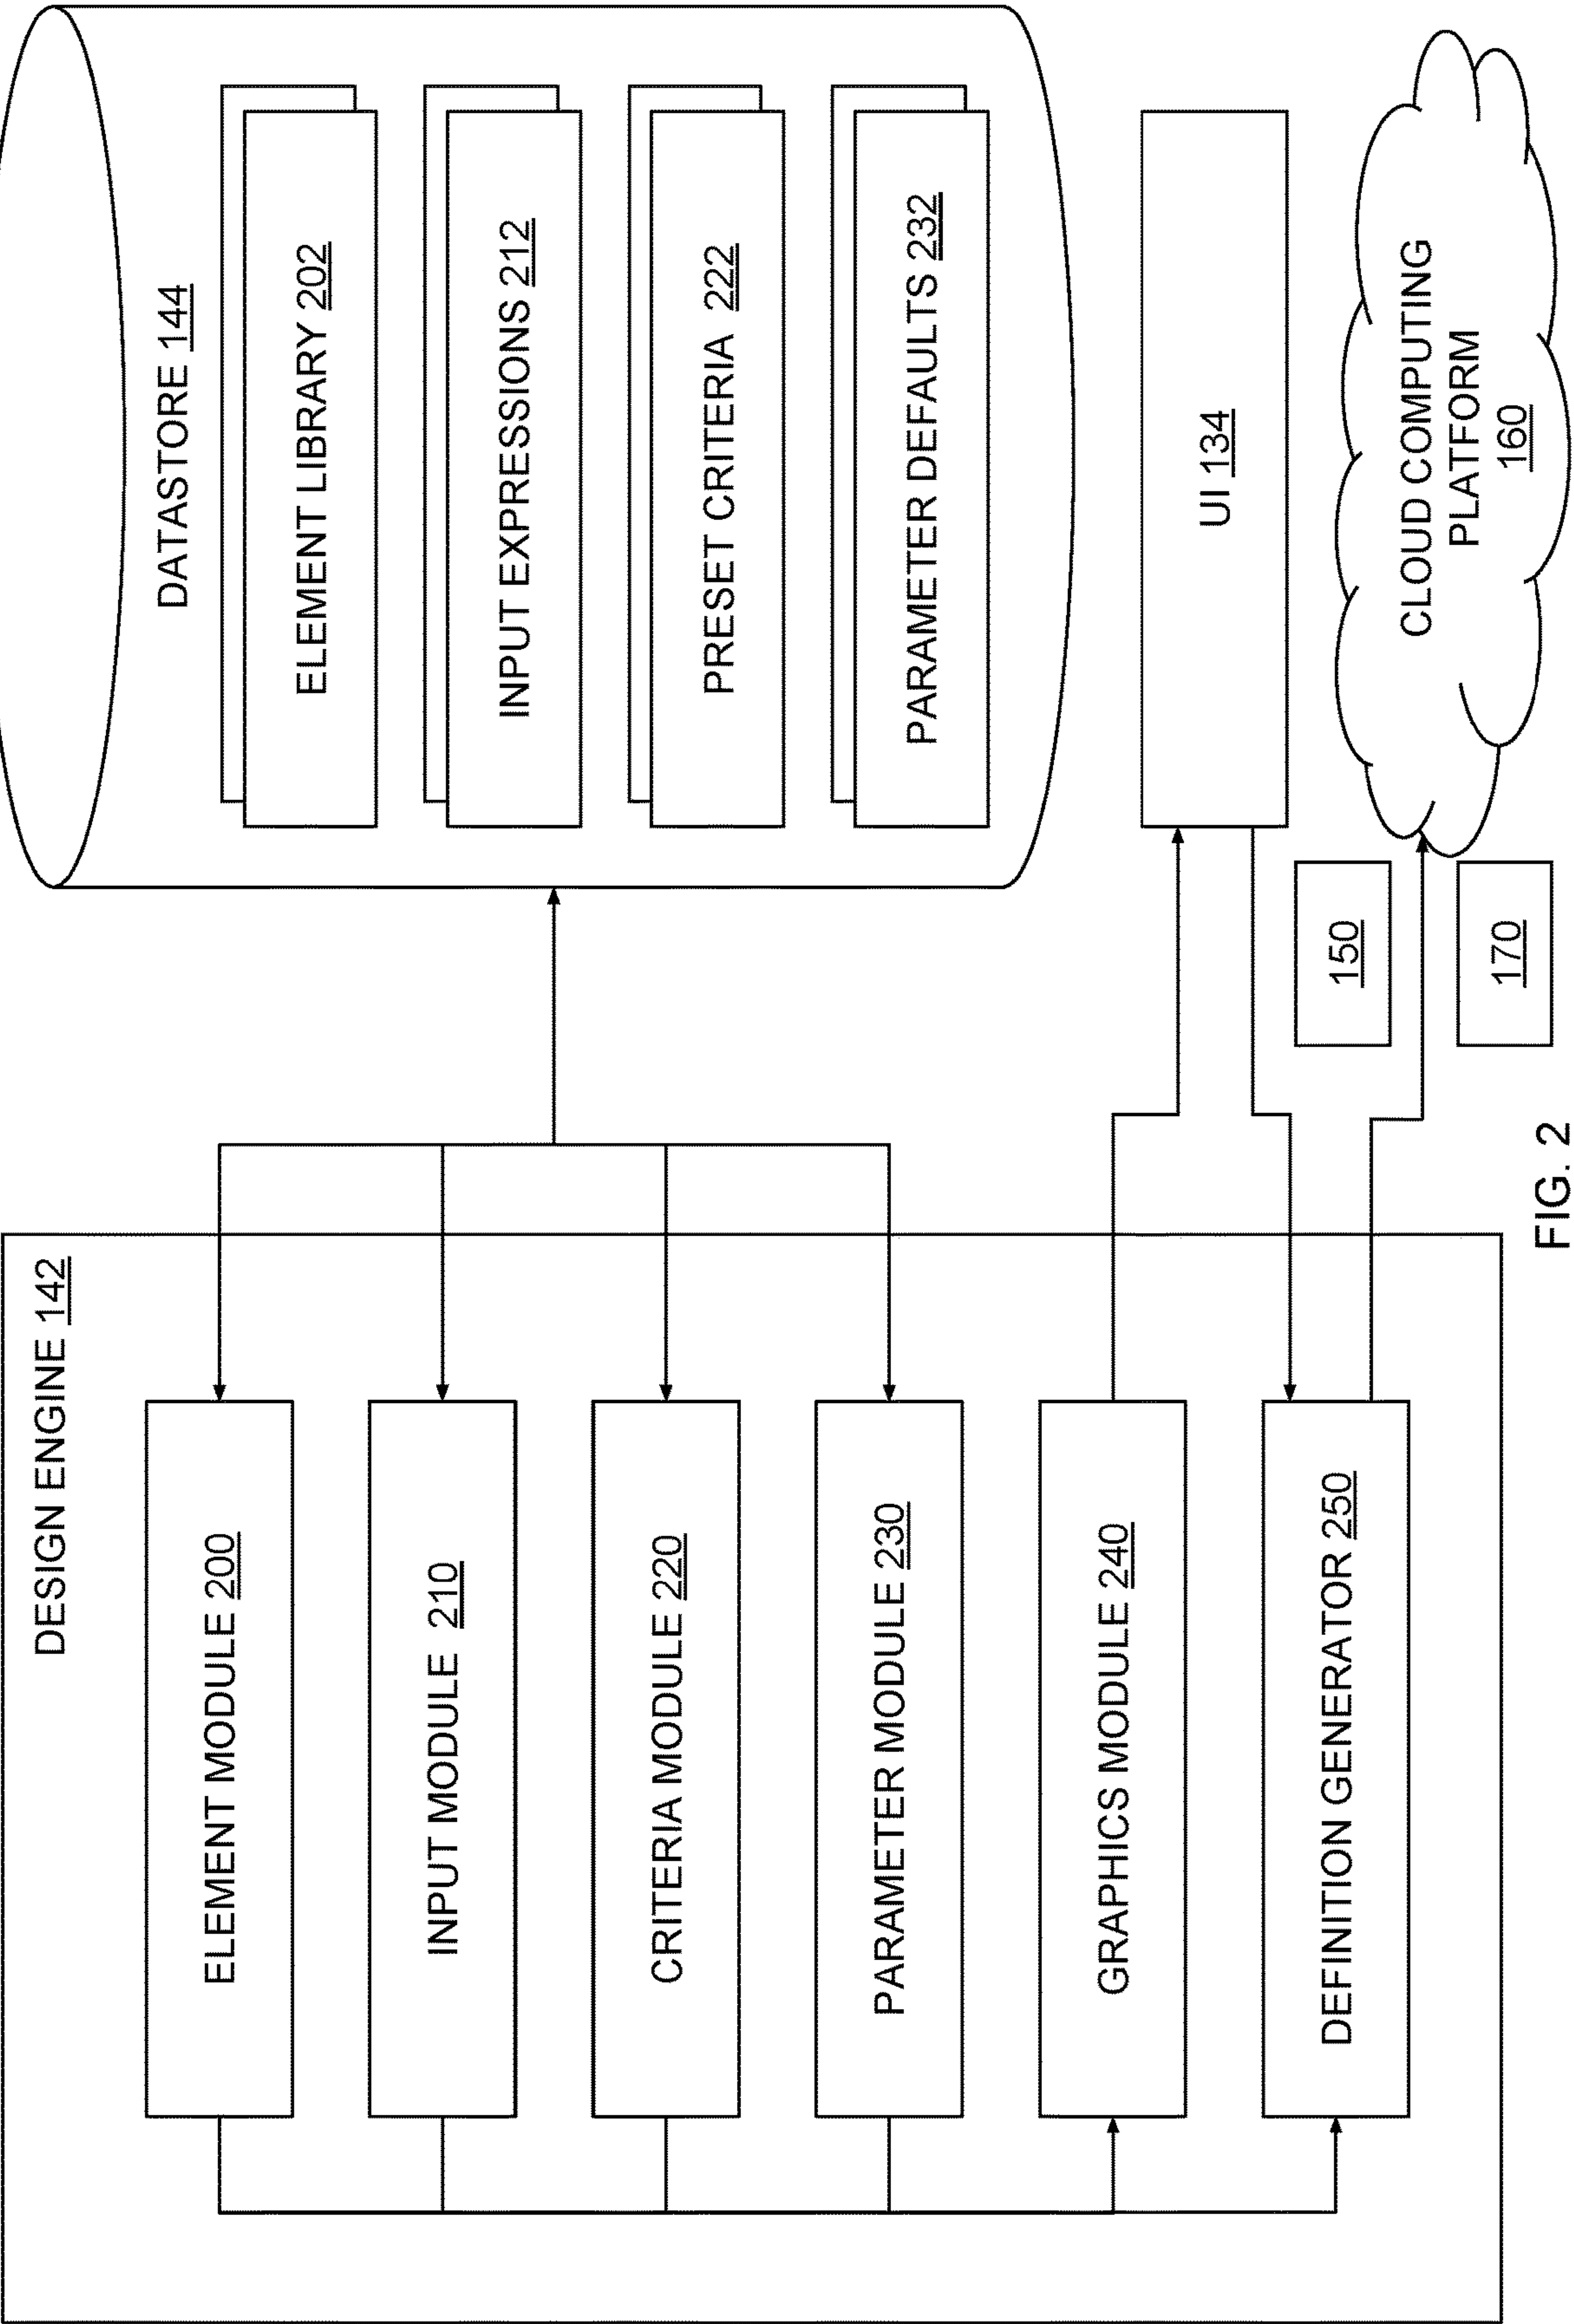 DESIGN ENGINE 142
ELEMENT MODULE 200
INPUT MODULE 210
CRITERIA MODULE 220
PARAMETER MODULE 230
GRAPHICS MODULE 240
DEFINITION GENERATOR 250
DATASTORE 144
ELEMENT LIBRARY 202
INPUT EXPRESSIONS 212
PRESET CRITERIA 222
PARAMETER DEFAULTS 232
UI 134
150
170
CLOUD COMPUTING
PLATFORM
160
FIG. 2